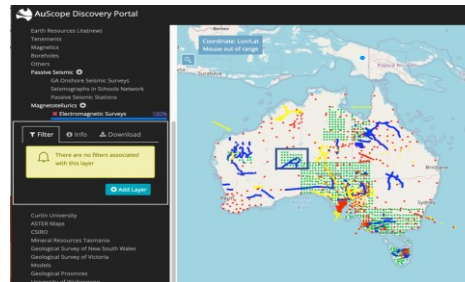 AuScope Discovery Portal
Earth Resources Lite(new)
Tenements
Magnetics
Boreholes
Others
Passive Seismic
GA Onshore Seismic Surveys
Seismographs in Schools Network
Passive Seismic Stations
Magnetotellurics
Electromagnetic Surveys 100%
Filter Info Download
There are no filters associated
with this layer
Add Layer
Curtin University
ASTER Maps
CSIRO
Mineral Resources Tasmania
Geological Survey of New South Wales
Geological Survey of Victoria
Models
Geological Provinces
Coordinate: Lon/Lat
Mouse out of range
Surabaya
Brisbane
Sydney
Perth